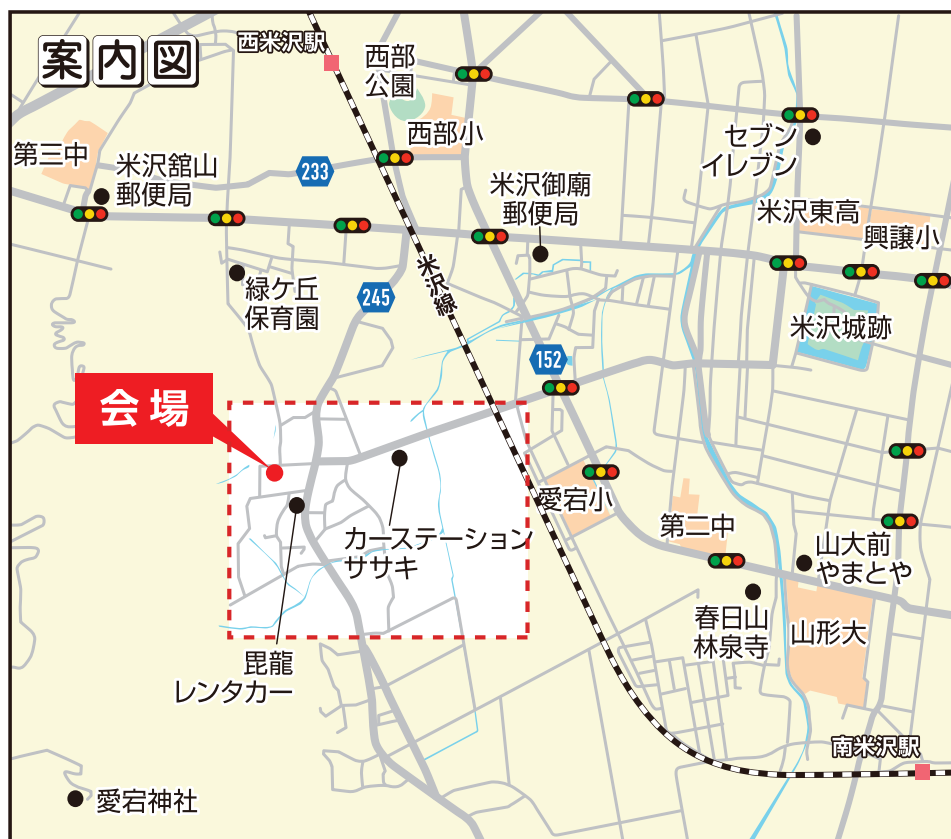 案内図
西米沢駅
西部
公園
西部小
第三中
米沢舘山
郵便局
233
セブン
イレブン
米沢御廟
郵便局
米沢東高
興譲小
緑ケ丘
保育園
245
米沢線
米沢城跡
152
会場
愛宕小
カーステーション
ササキ
第二中
山大前
やまとや
春日山
林泉寺
山形大
毘龍
レンタカー
南米沢駅
愛宕神社